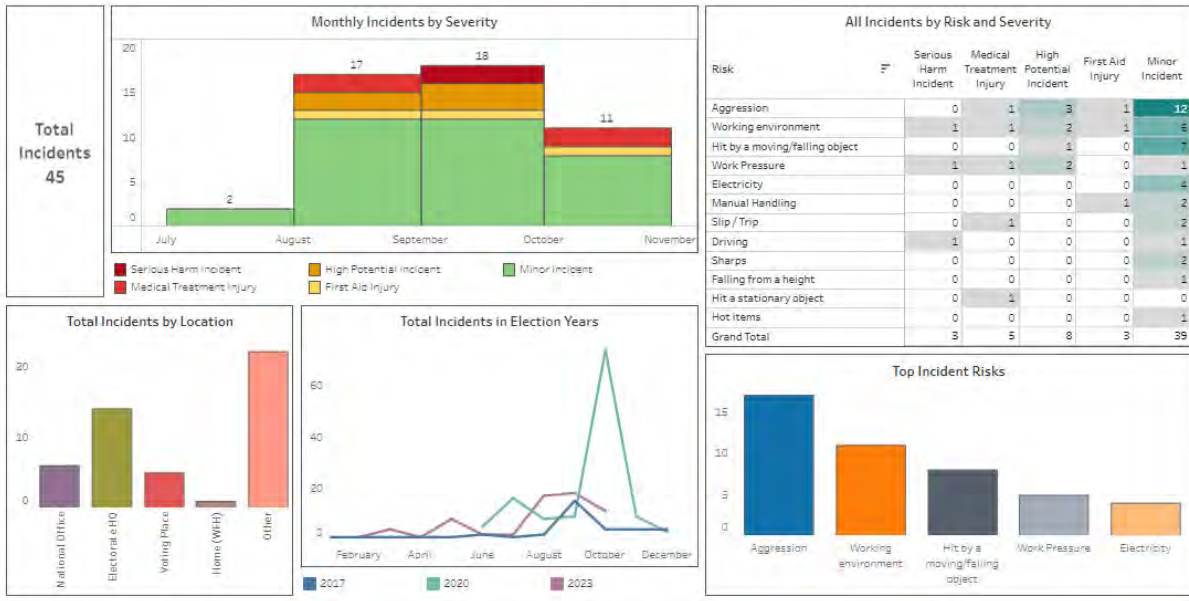 Monthly Incidents by Severity
20
15
10
5
0
2
17
18
11
July
August
September
October
November
Serious Harm Incident
High Potential Incident
Minor Incident
Medical Treatment Injury
First Aid Injury
Total
Incidents
45
All Incidents by Risk and Severity
Risk
Serious Harm Incident
Medical Treatment Injury
High Potential Incident
First Aid Injury
Minor Incident
Aggression 0 1 3 1 12
Working environment 1 1 2 1 6
Hit by a moving/falling object 0 0 1 0 7
Work Pressure 1 1 2 0 1
Electricity 0 0 0 0 4
Manual Handling 0 0 0 1 2
Slip / Trip 0 1 0 0 2
Driving 1 0 0 0 1
Sharps 0 0 0 0 2
Falling from a height 0 0 0 0 1
Hit a stationary object 0 1 0 0 0
Hot items 0 0 0 0 1
Grand Total 3 5 8 3 39
Total Incidents by Location
20
10
0
National Office
Electorate HQ
Voting Place
Home (WFH)
Other
Total Incidents in Election Years
60
40
20
0
February
April
June
August
October
December
2017
2020
2023
Top Incident Risks
15
10
5
0
Aggression
Working
environment
Hit by a
moving/falling
object
Work Pressure
Electricity